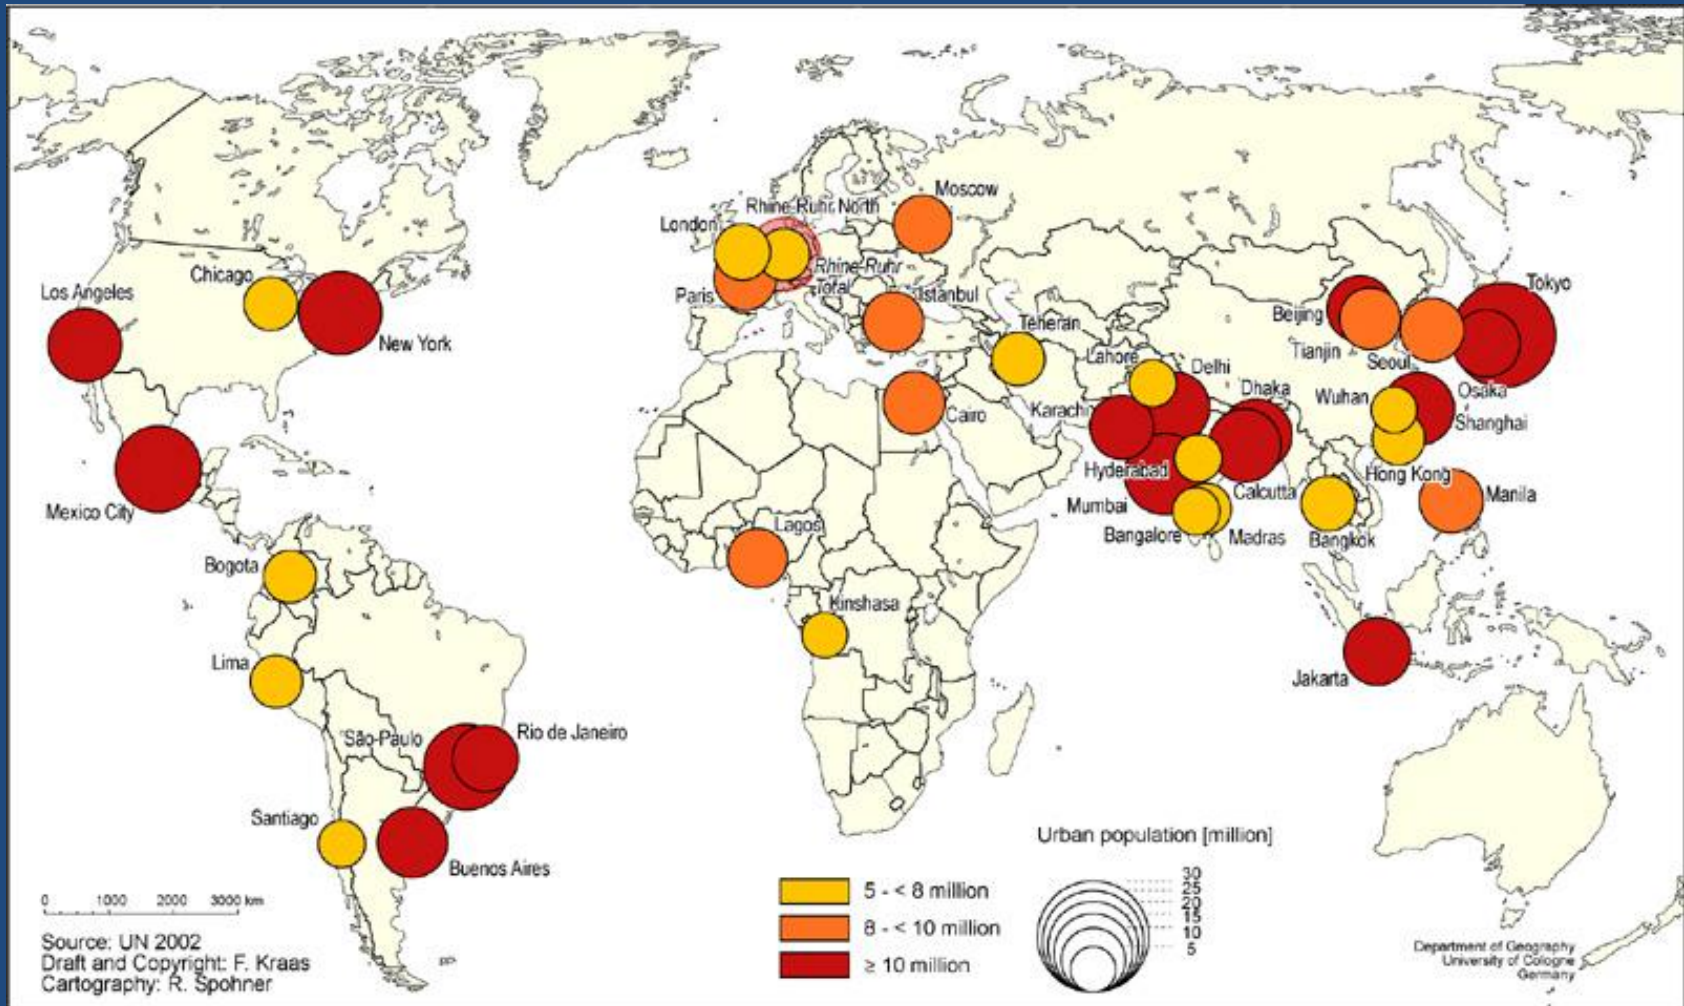 Moscow
Rhine-Ruhr North
London
Rhine-Ruhr
Total
Paris
Istanbul
Chicago
Los Angeles
New York
Tokyo
Beijing
Tianjin
Seoul
Osaka
Teheran
Lahore
Delhi
Dhaka
Wuhan
Shanghai
Karachi
Cairo
Hyderabad
Hong Kong
Mexico City
Mumbai
Calcutta
Manila
Bangalore
Madras
Bangkok
Lagos
Bogota
Kinshasa
Lima
Jakarta
São-Paulo
Rio de Janeiro
Santiago
Buenos Aires
Urban population [million]
30
25
20
15
10
5
5 - < 8 million
8 - < 10 million
≥ 10 million
0 1000 2000 3000 km
Source: UN 2002
Draft and Copyright: F. Kraas
Cartography: R. Spohner
Department of Geography
University of Cologne
Germany